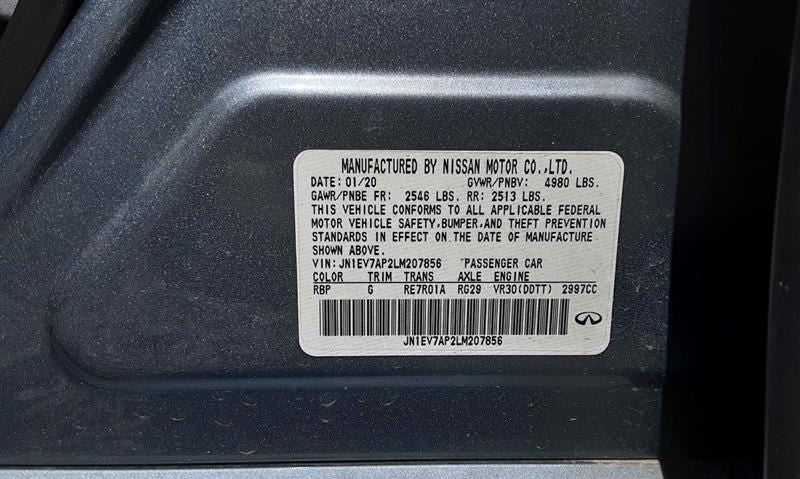 MANUFACTURED BY NISSAN MOTOR CO.,LTD.
DATE: 01/20 GVWR/PNBV: 4980 LBS.
GAWR/PNBE FR: 2546 LBS. RR: 2513 LBS.
THIS VEHICLE CONFORMS TO ALL APPLICABLE FEDERAL
MOTOR VEHICLE SAFETY,BUMPER,AND THEFT PREVENTION
STANDARDS IN EFFECT ON THE DATE OF MANUFACTURE
SHOWN ABOVE.
VIN: JN1EV7AP2LM207856 PASSENGER CAR
COLOR TRIM TRANS AXLE ENGINE
RBP G RE7R01A RG29 VR30(DDTT) 2997CC
JN1EV7AP2LM207856